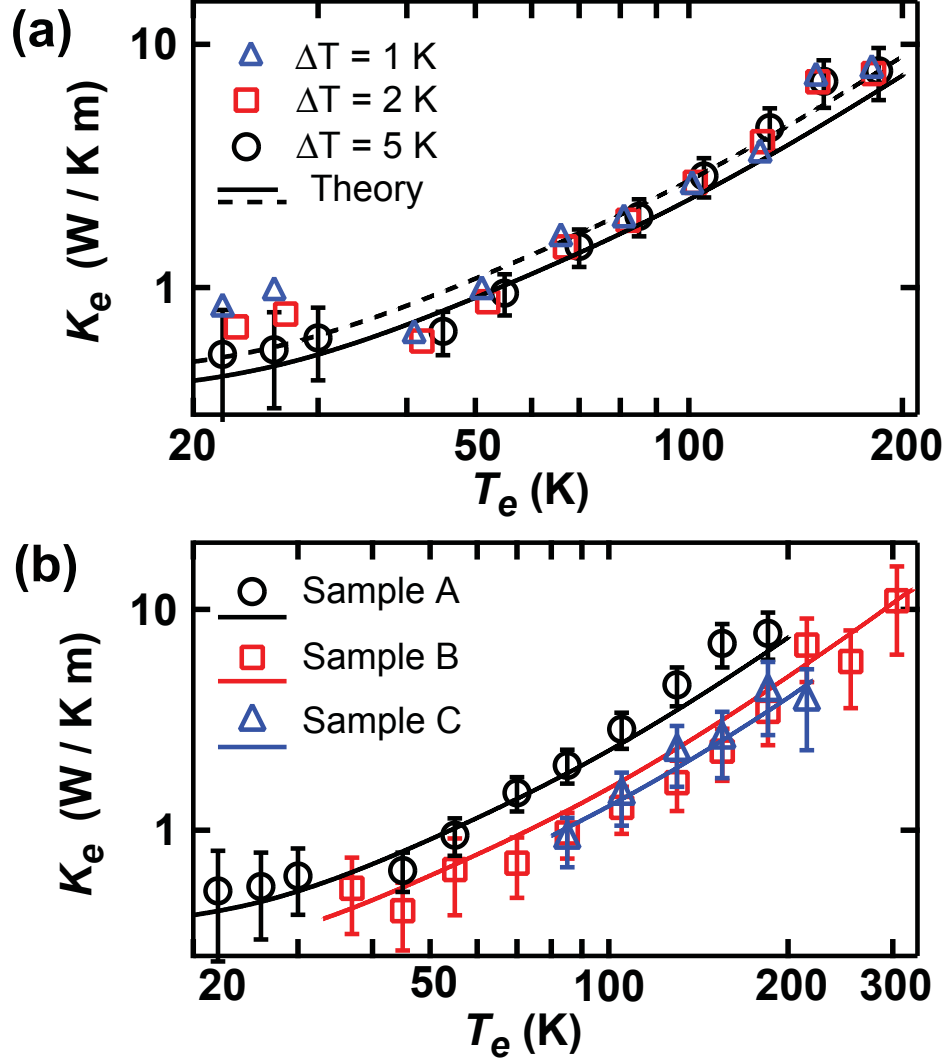 (a)
10
1
K_e (W / K m)
ΔT = 1 K
ΔT = 2 K
ΔT = 5 K
Theory
20 50 100 200
T_e (K)
(b)
10
1
K_e (W / K m)
Sample A
Sample B
Sample C
20 50 100 200 300
T_e (K)